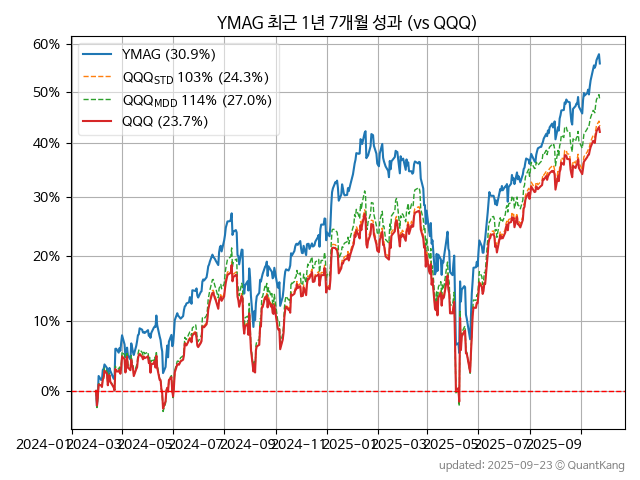 YMAG 최근 1년 7개월 성과 (vs QQQ)
60%
50%
40%
30%
20%
10%
0%
YMAG (30.9%)
QQQSTD 103% (24.3%)
QQQMDD 114% (27.0%)
QQQ (23.7%)
2024-01 2024-03 2024-05 2024-07 2024-09 2024-11 2025-01 2025-03 2025-05 2025-07 2025-09
updated: 2025-09-23 © QuantKang